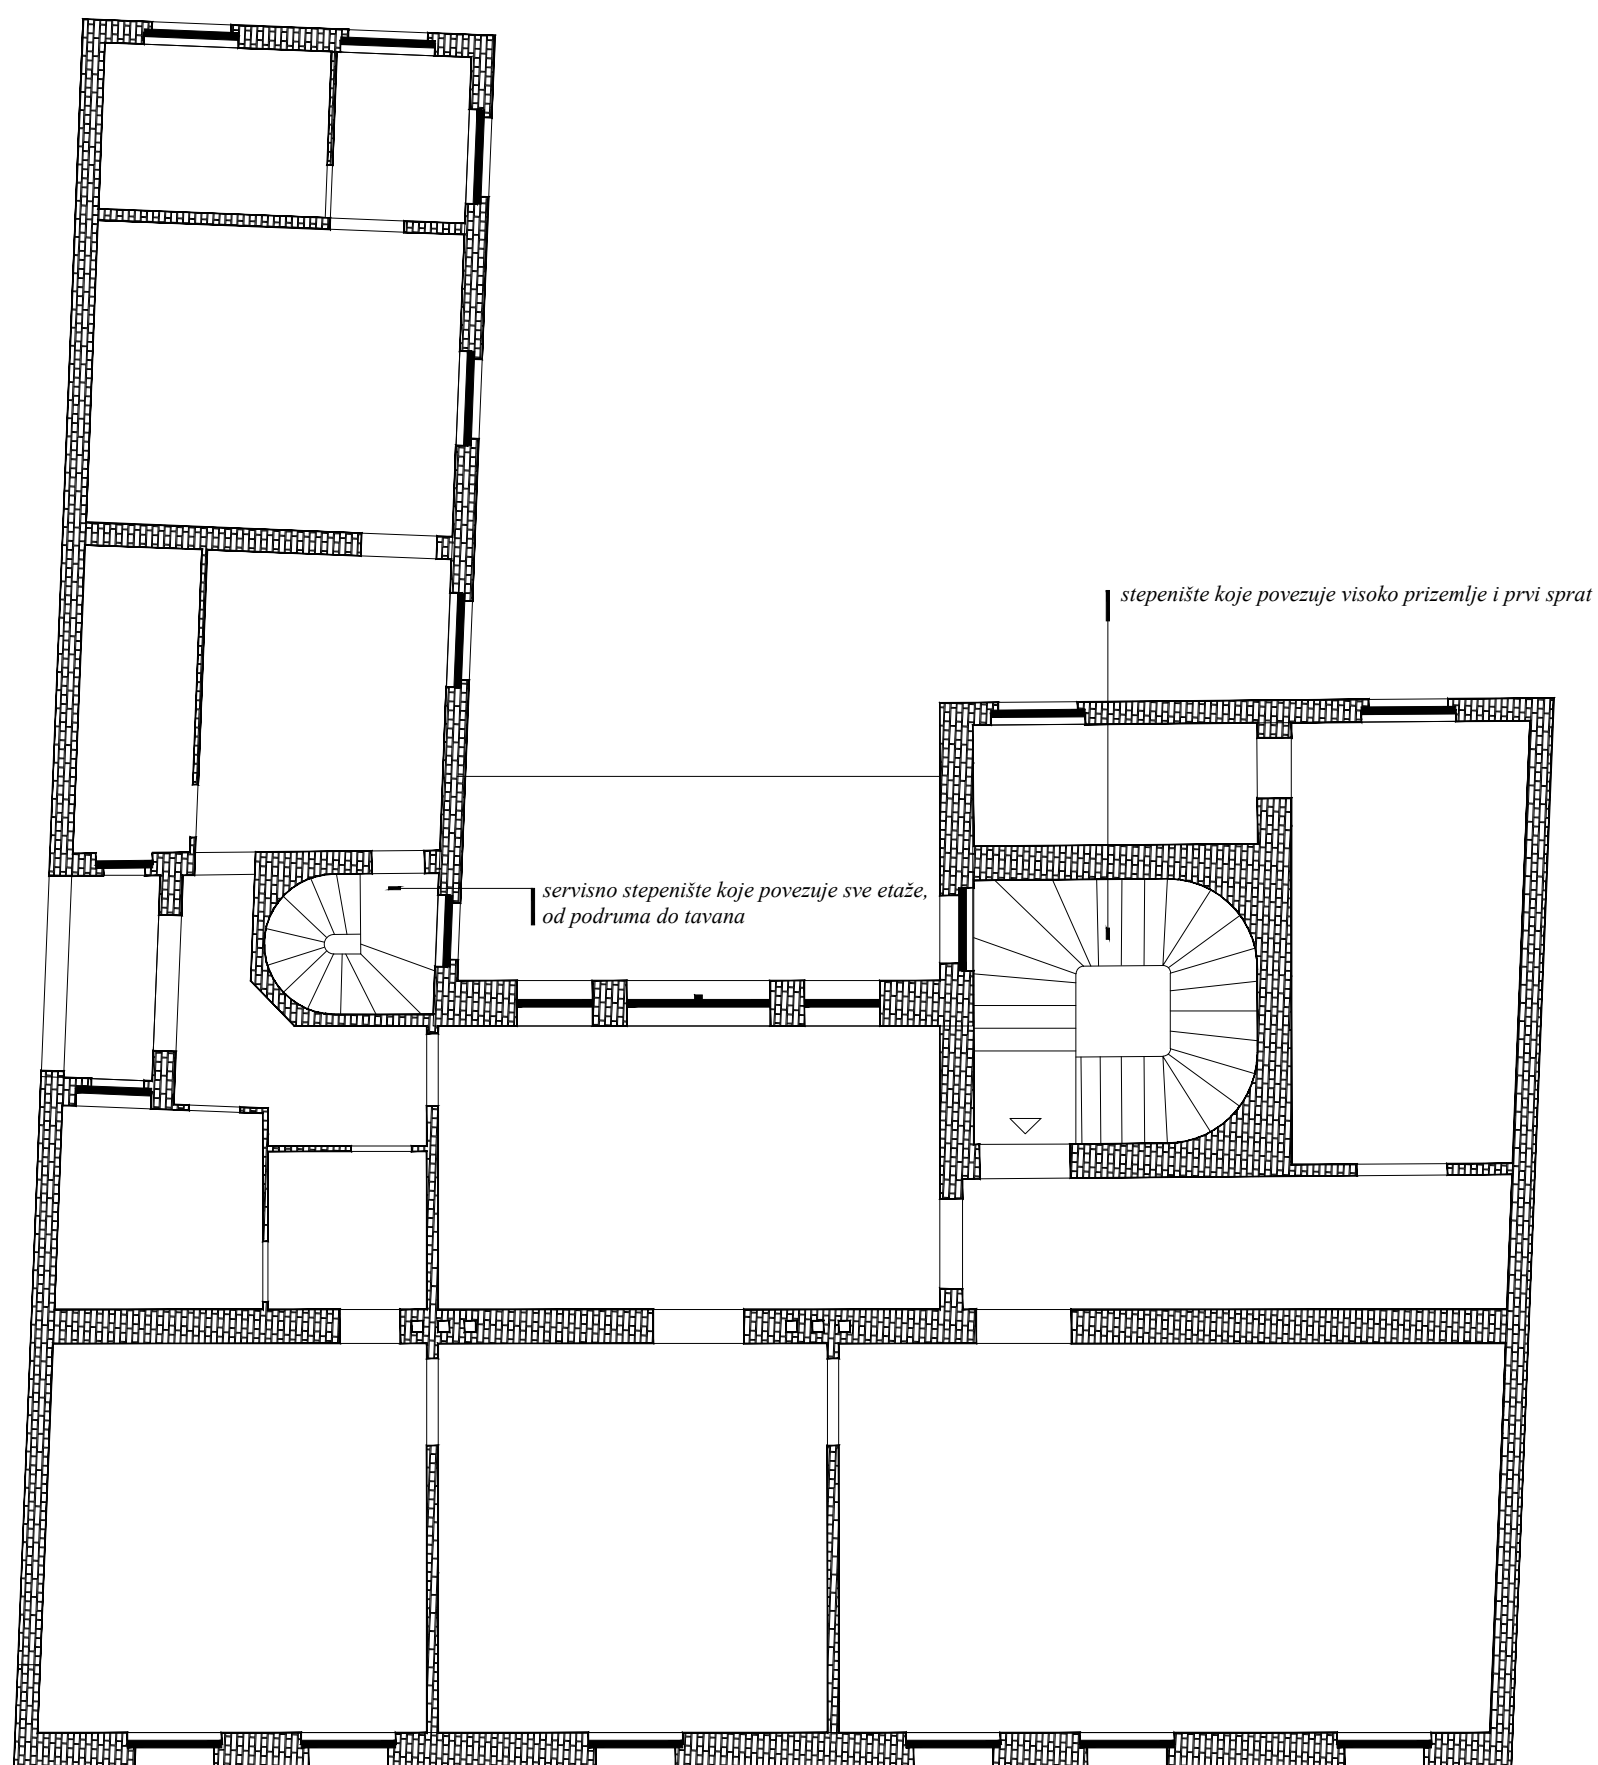 stepenište koje povezuje visoko prizemlje i prvi sprat
servisno stepenište koje povezuje sve etaže,
od podruma do tavana